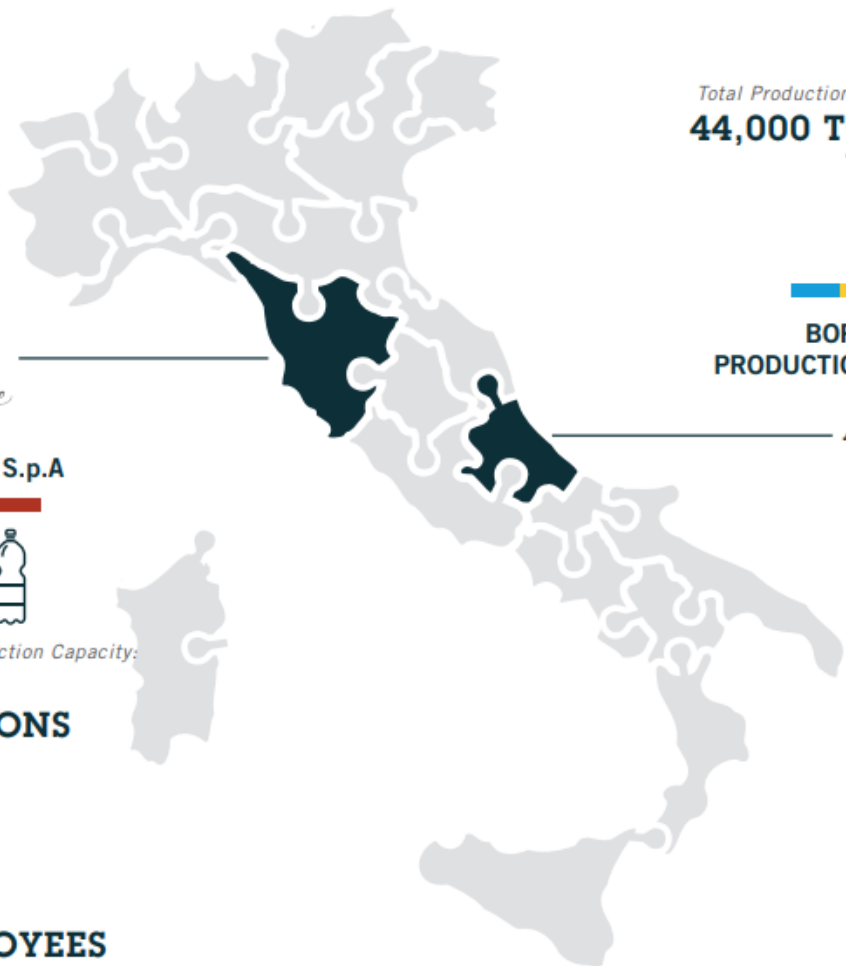 Total Production
44,000 T
BOR
PRODUCTIO
S.p.A
ction Capacity:
ONS
OYEES